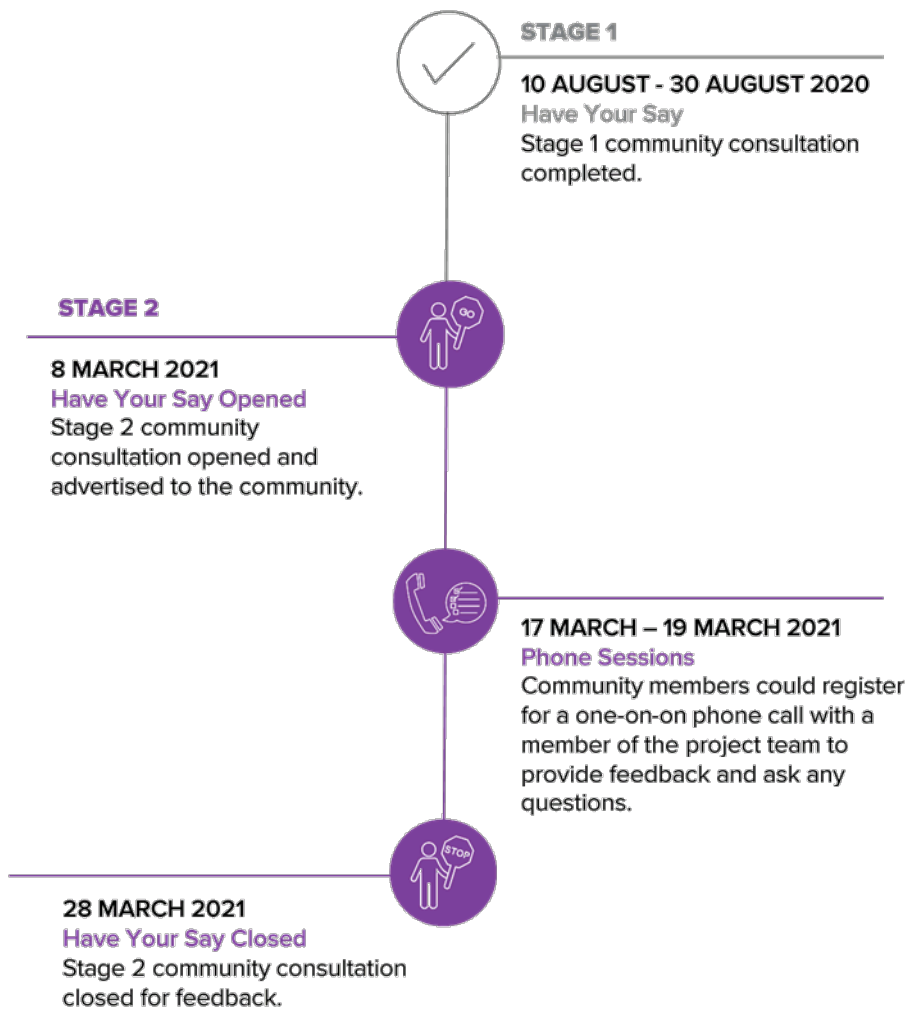 STAGE 1
10 AUGUST - 30 AUGUST 2020
Have Your Say
Stage 1 community consultation
completed.
STAGE 2
GO
8 MARCH 2021
Have Your Say Opened
Stage 2 community
consultation opened and
advertised to the community.
17 MARCH – 19 MARCH 2021
Phone Sessions
Community members could register
for a one-on-on phone call with a
member of the project team to
provide feedback and ask any
questions.
STOP
28 MARCH 2021
Have Your Say Closed
Stage 2 community consultation
closed for feedback.